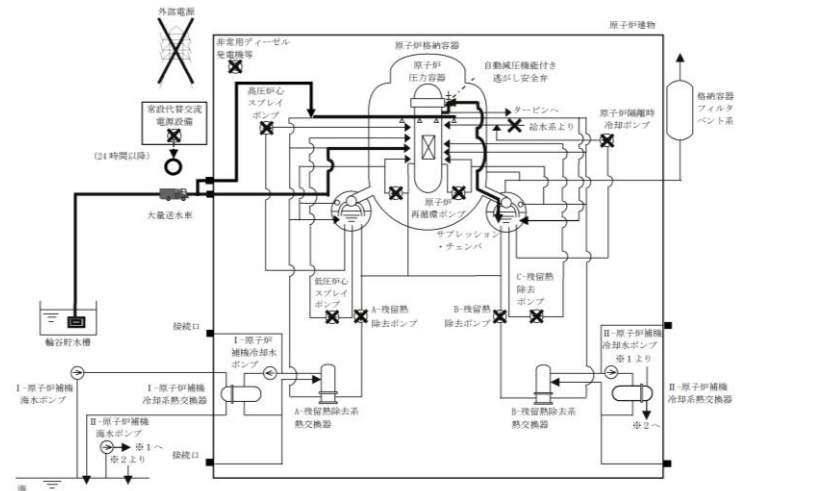 外部電源
原子炉建物
非常用ディーゼル
発電機等
原子炉格納容器
原子炉
圧力容器
自動減圧機能付き
逃がし安全弁
高圧炉心
スプレイ
ポンプ
タービンへ
給水系より
原子炉隔離時
冷却ポンプ
格納容器
フィルタ
ベント系
常設代替交流
電源設備
(24時間以降)
大量送水車
原子炉
再循環ポンプ
サプレッション
・チェンバ
低圧炉心
スプレイ
ポンプ
A-残留熱
除去ポンプ
B-残留熱
除去ポンプ
C-残留熱
除去
ポンプ
輪谷貯水槽
接続口
Ⅰ-原子炉
補機冷却水
ポンプ
Ⅱ-原子炉補機
冷却水ポンプ
※1より
Ⅰ-原子炉補機
海水ポンプ
Ⅰ-原子炉補機
冷却系熱交換器
A-残留熱除去系
熱交換器
B-残留熱除去系
熱交換器
Ⅱ-原子炉補機
冷却系熱交換器
※2へ
Ⅱ-原子炉補機
海水ポンプ
※1へ
※2より
接続口
海